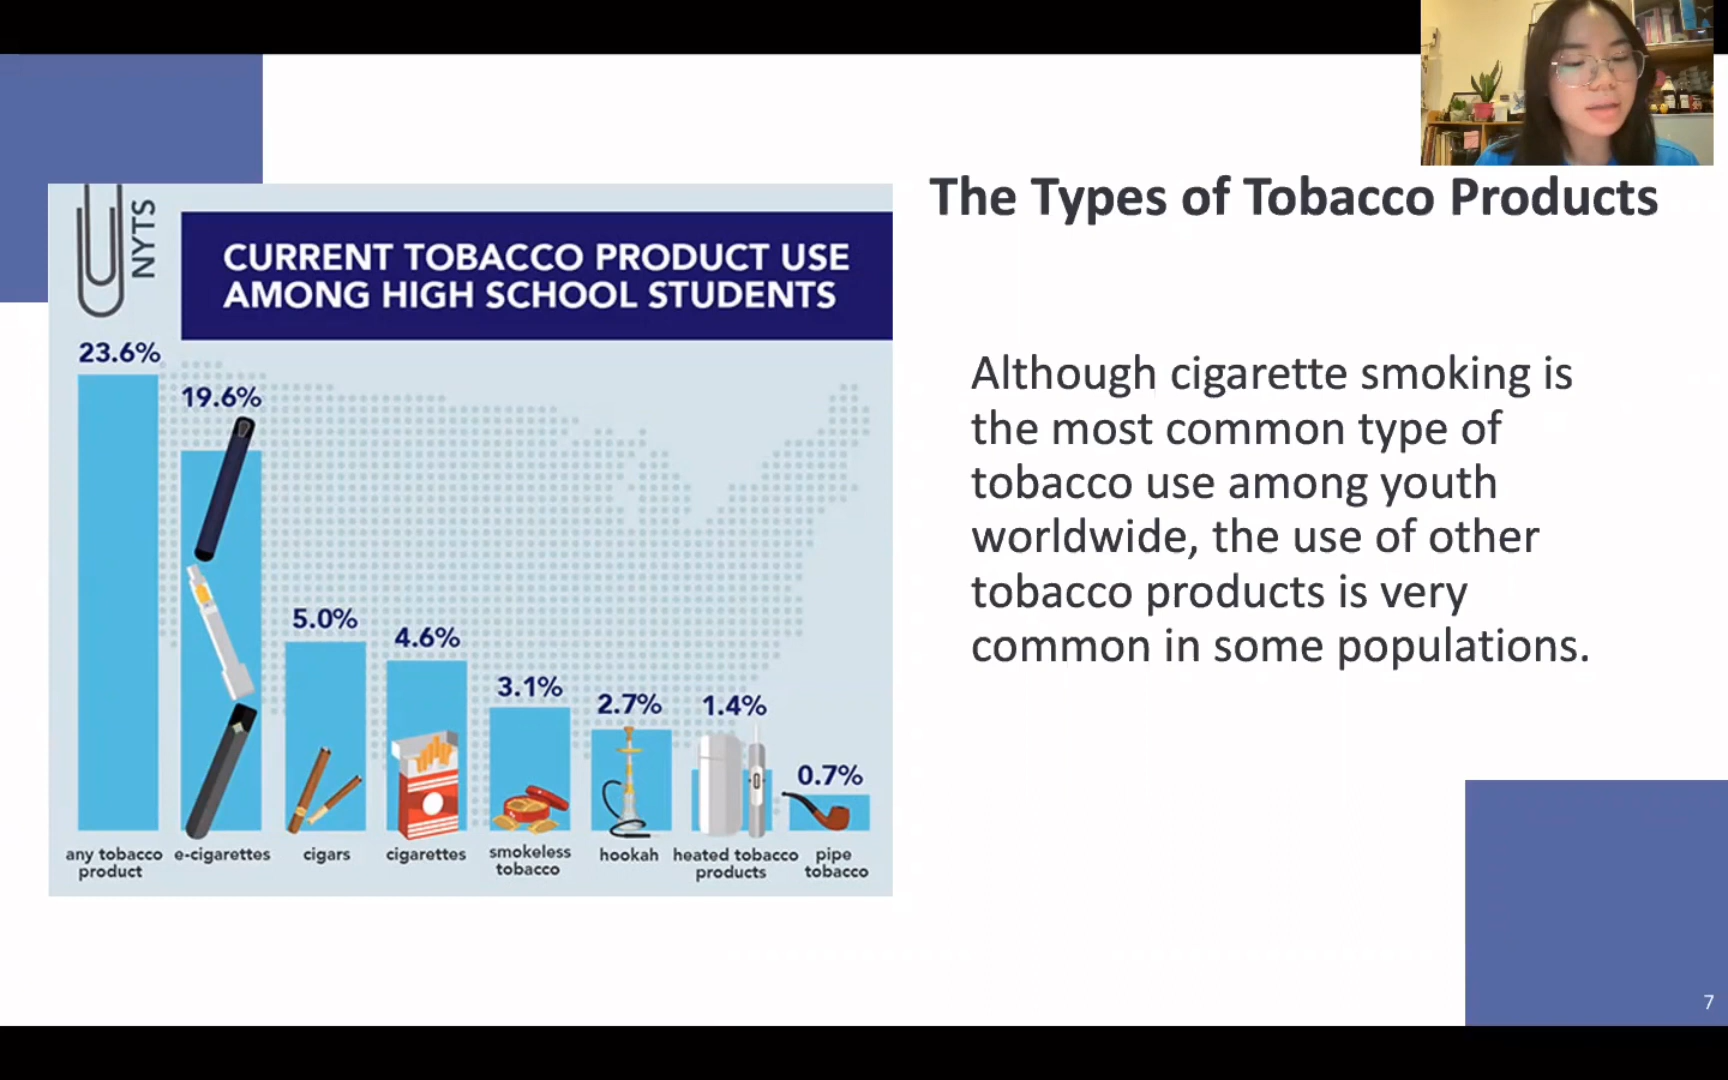 The Types of Tobacco Products
NYTS
CURRENT TOBACCO PRODUCT USE
AMONG HIGH SCHOOL STUDENTS
23.6%
19.6%
5.0%
4.6%
3.1%
2.7%
1.4%
0.7%
any tobacco
product
e-cigarettes
cigars
cigarettes
smokeless
tobacco
hookah
heated tobacco
products
pipe
tobacco
Although cigarette smoking is
the most common type of
tobacco use among youth
worldwide, the use of other
tobacco products is very
common in some populations.
7